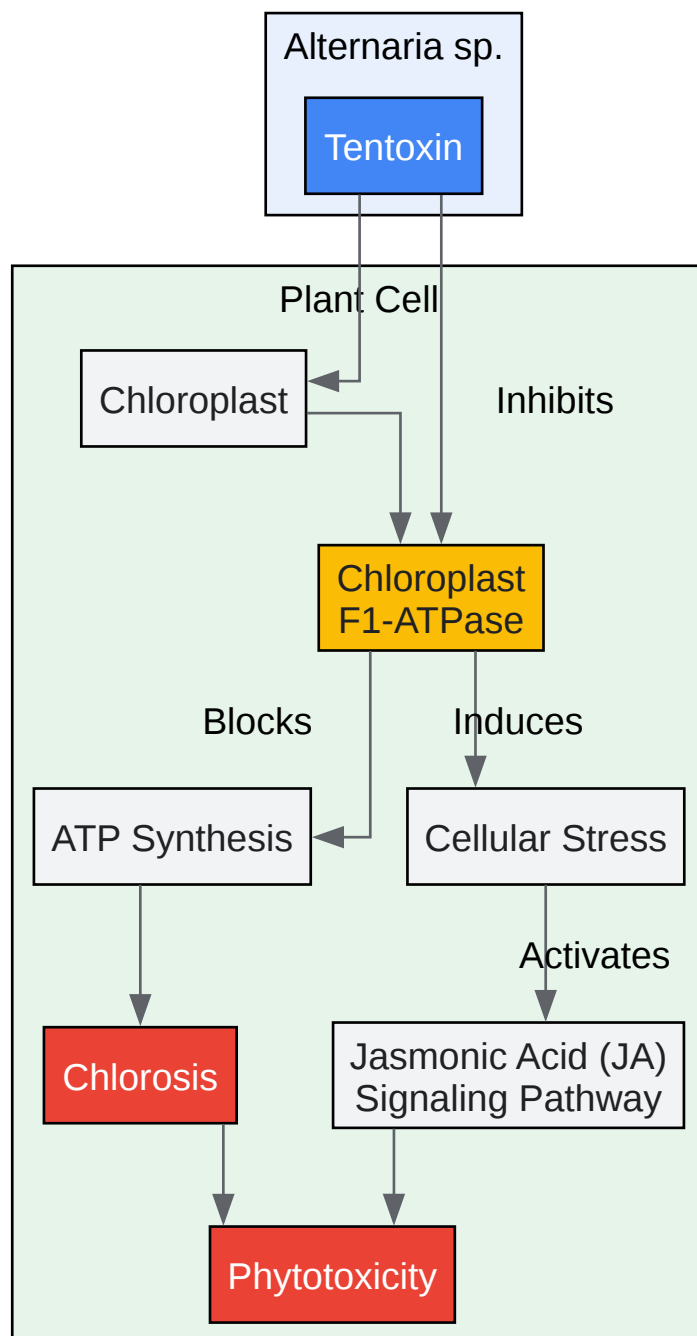 Alternaria sp.
Tentoxin
Plant Cell
Chloroplast
Inhibits
Chloroplast
F1-ATPase
Blocks
Induces
ATP Synthesis
Cellular Stress
Activates
Chlorosis
Jasmonic Acid (JA)
Signaling Pathway
Phytotoxicity